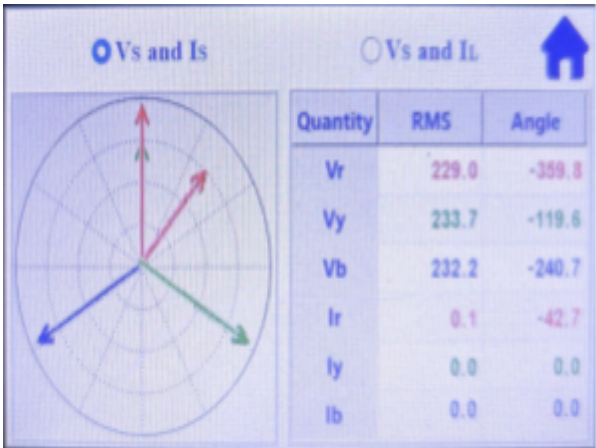 Vs and Is
Vs and IL
Quantity RMS Angle
Vr 229.0 -359.8
Vy 233.7 -119.6
Vb 232.2 -240.7
Ir 0.1 -42.7
Iy 0.0 0.0
Ib 0.0 0.0